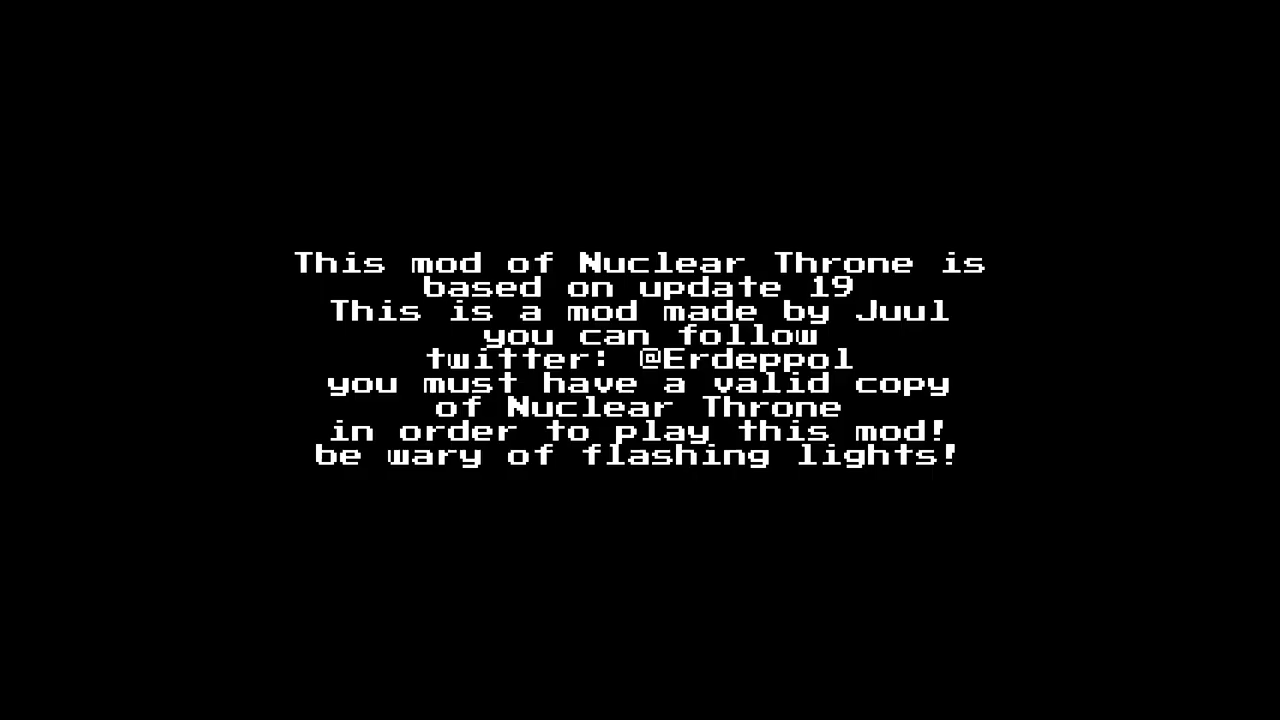 This mod of Nuclear Throne is
based on update 19
This is a mod made by Juul
you can follow
twitter: @Erdeppol
you must have a valid copy
of Nuclear Throne
in order to play this mod!
be wary of flashing lights!